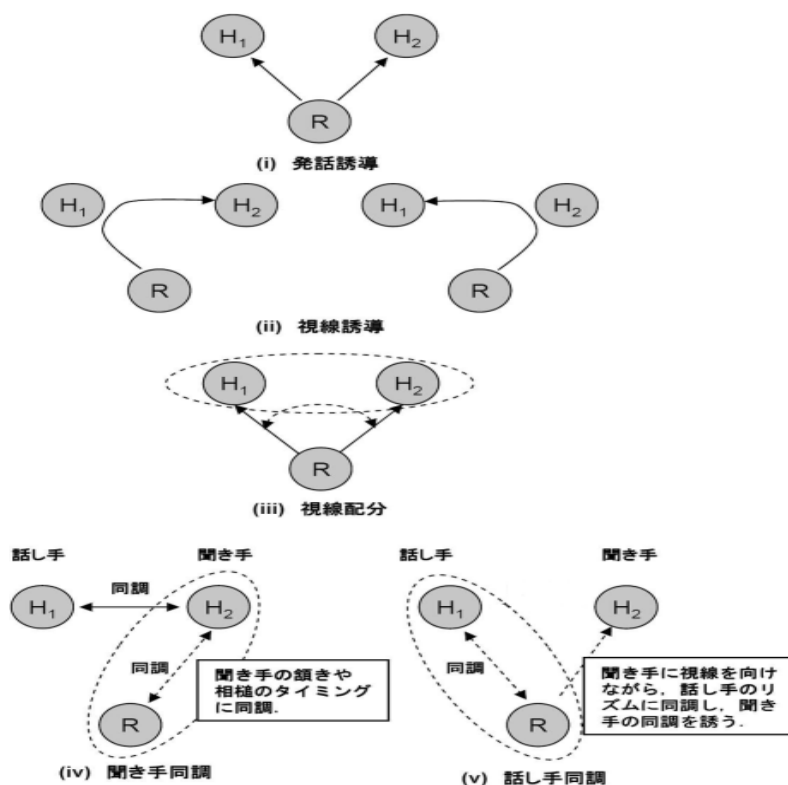 H₁ H₂
R
(i) 発話誘導
H₁ H₂ H₁ H₂
R R
(ii) 視線誘導
H₁ H₂
R
(iii) 視線配分
話し手 聞き手 話し手 聞き手
H₁ 同調 H₂ H₁ H₂
同調 同調
聞き手の頷きや
相槌のタイミング
に同調.
聞き手に視線を向け
ながら, 話し手のリ
ズムに同調し, 聞き
手の同調を誘う.
R R
(iv) 聞き手同調 (v) 話し手同調